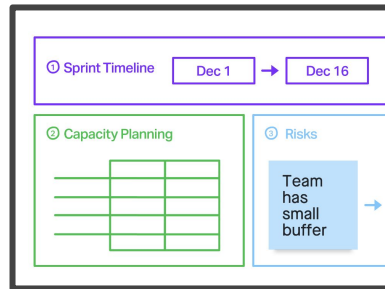 ① Sprint Timeline
Dec 1 → Dec 16
② Capacity Planning
③ Risks
Team
has
small
buffer